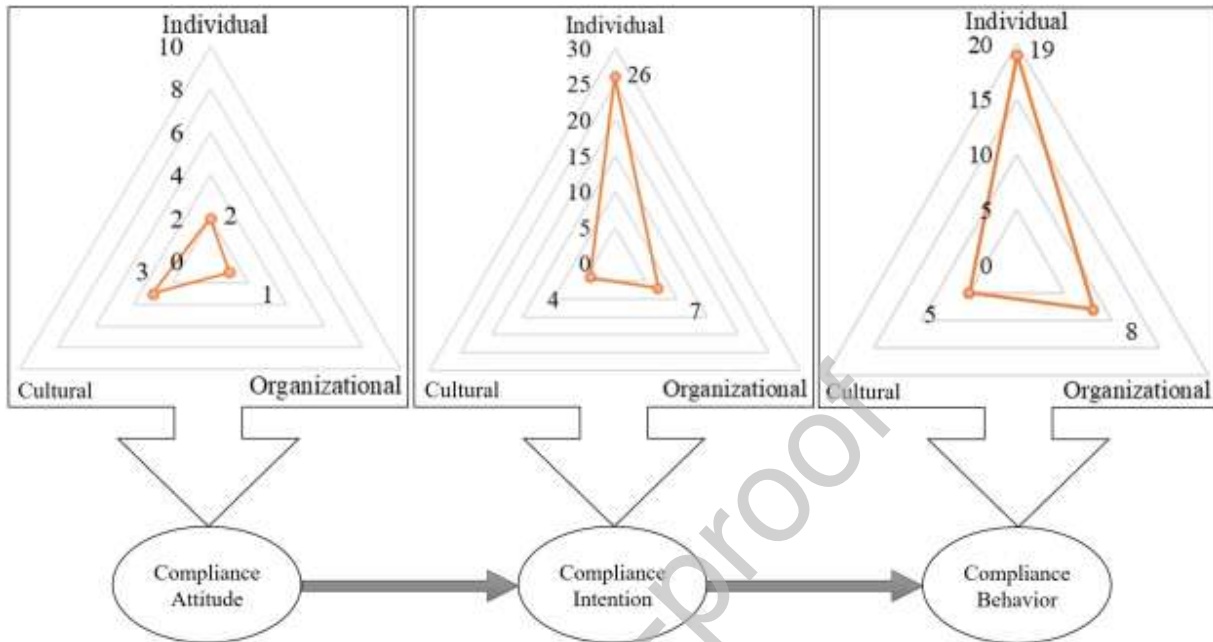 Individual
10
8
6
4
2
0
2
3
1
Cultural
Organizational
Individual
30
25
20
15
10
5
0
26
4
7
Cultural
Organizational
Individual
20
15
10
5
0
19
5
8
Cultural
Organizational
Compliance
Attitude
Compliance
Intention
Compliance
Behavior